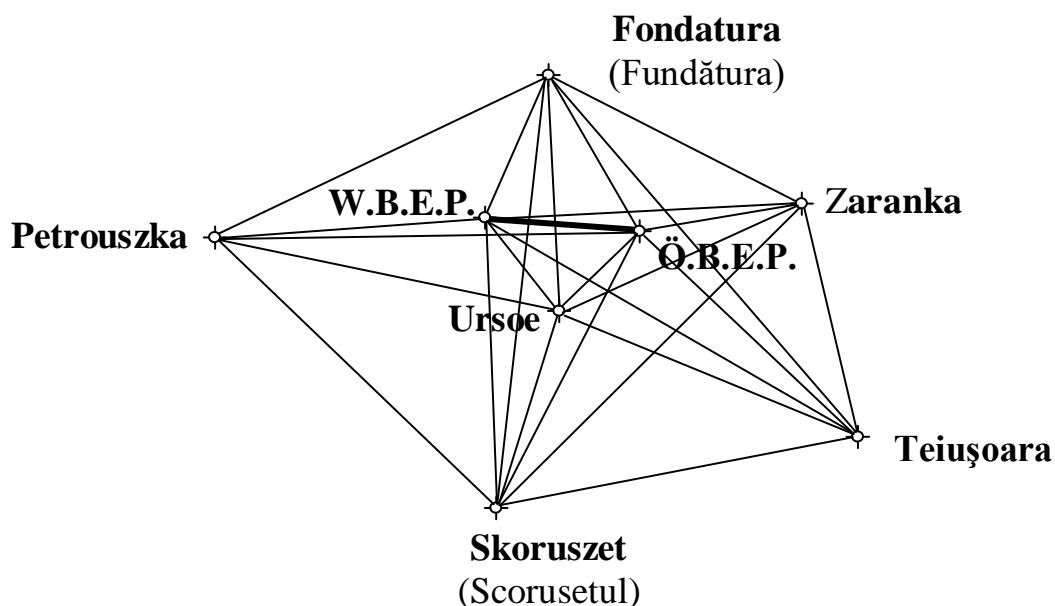 Fondatura
(Fundătura)
W.B.E.P.
Zaranka
Petrouszka
Ö.B.E.P.
Ursoe
Teiuşoara
Skoruszet
(Scorusetul)